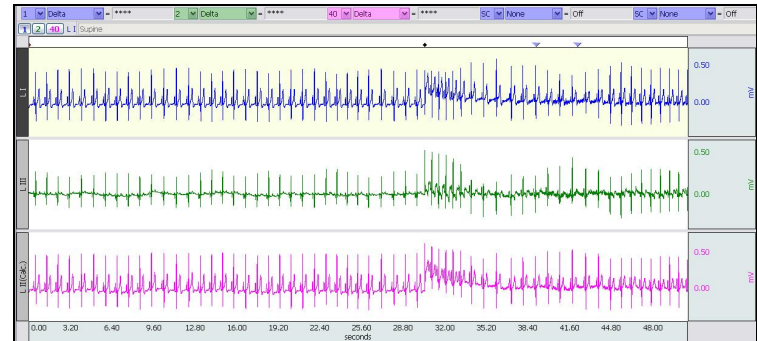 1 Delta = **** 2 Delta = **** 40 Delta = **** SC None = Off SC None = Off
1 2 40 L I Supine
L I
0.50
0.00
mV
L III
0.50
0.00
mV
L II(Calc.)
0.50
0.00
mV
0.00 3.20 6.40 9.60 12.80 16.00 19.20 22.40 25.60 28.80 32.00 35.20 38.40 41.60 44.80 48.00
seconds